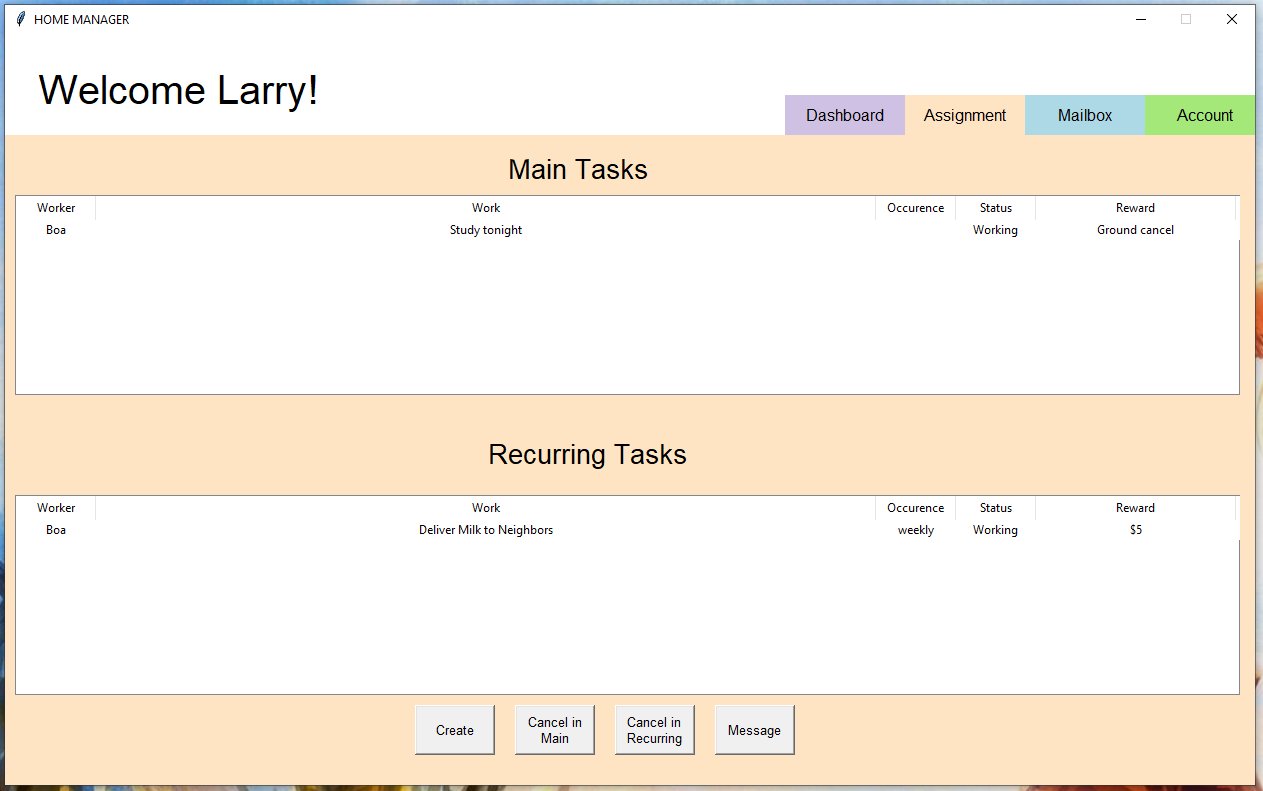 HOME MANAGER
Welcome Larry!
Dashboard Assignment Mailbox Account
Main Tasks
Worker Work Occurence Status Reward
Boa Study tonight Working Ground cancel
Recurring Tasks
Worker Work Occurence Status Reward
Boa Deliver Milk to Neighbors weekly Working $5
Create
Cancel in
Main
Cancel in
Recurring
Message